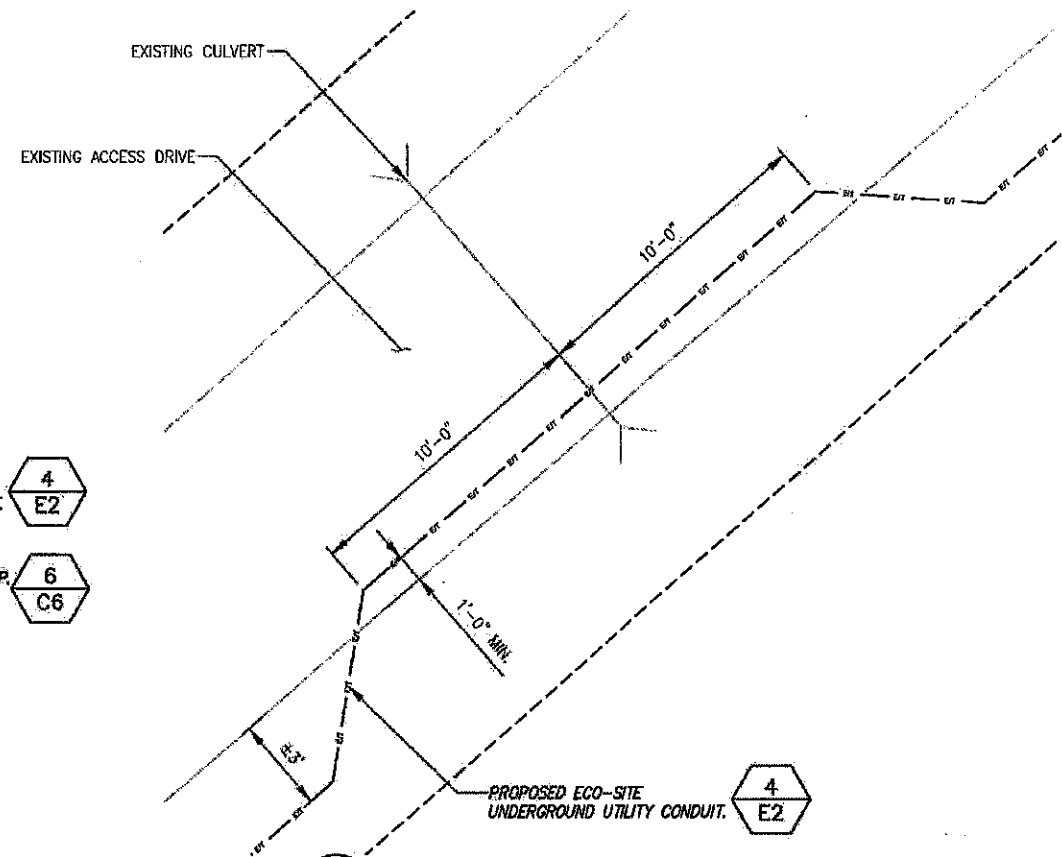 EXISTING CULVERT
EXISTING ACCESS DRIVE
10'-0"
E/T E/T E/T
E/T
E/T
E/T
E/T
E/T
10'-0"
E/T
E/T
E/T
E/T
4
E2
P.
6
C6
1'-0" MIN.
±3'
E/T
PROPOSED ECO-SITE
UNDERGROUND UTILITY CONDUIT.
4
E2